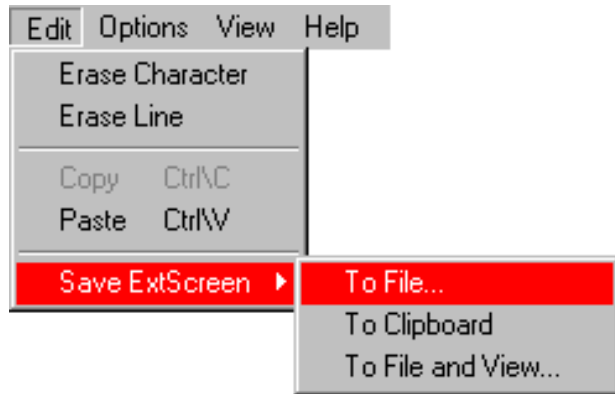 Edit Options View Help
Erase Character
Erase Line
Copy Ctrl\C
Paste Ctrl\V
Save ExtScreen
To File...
To Clipboard
To File and View...